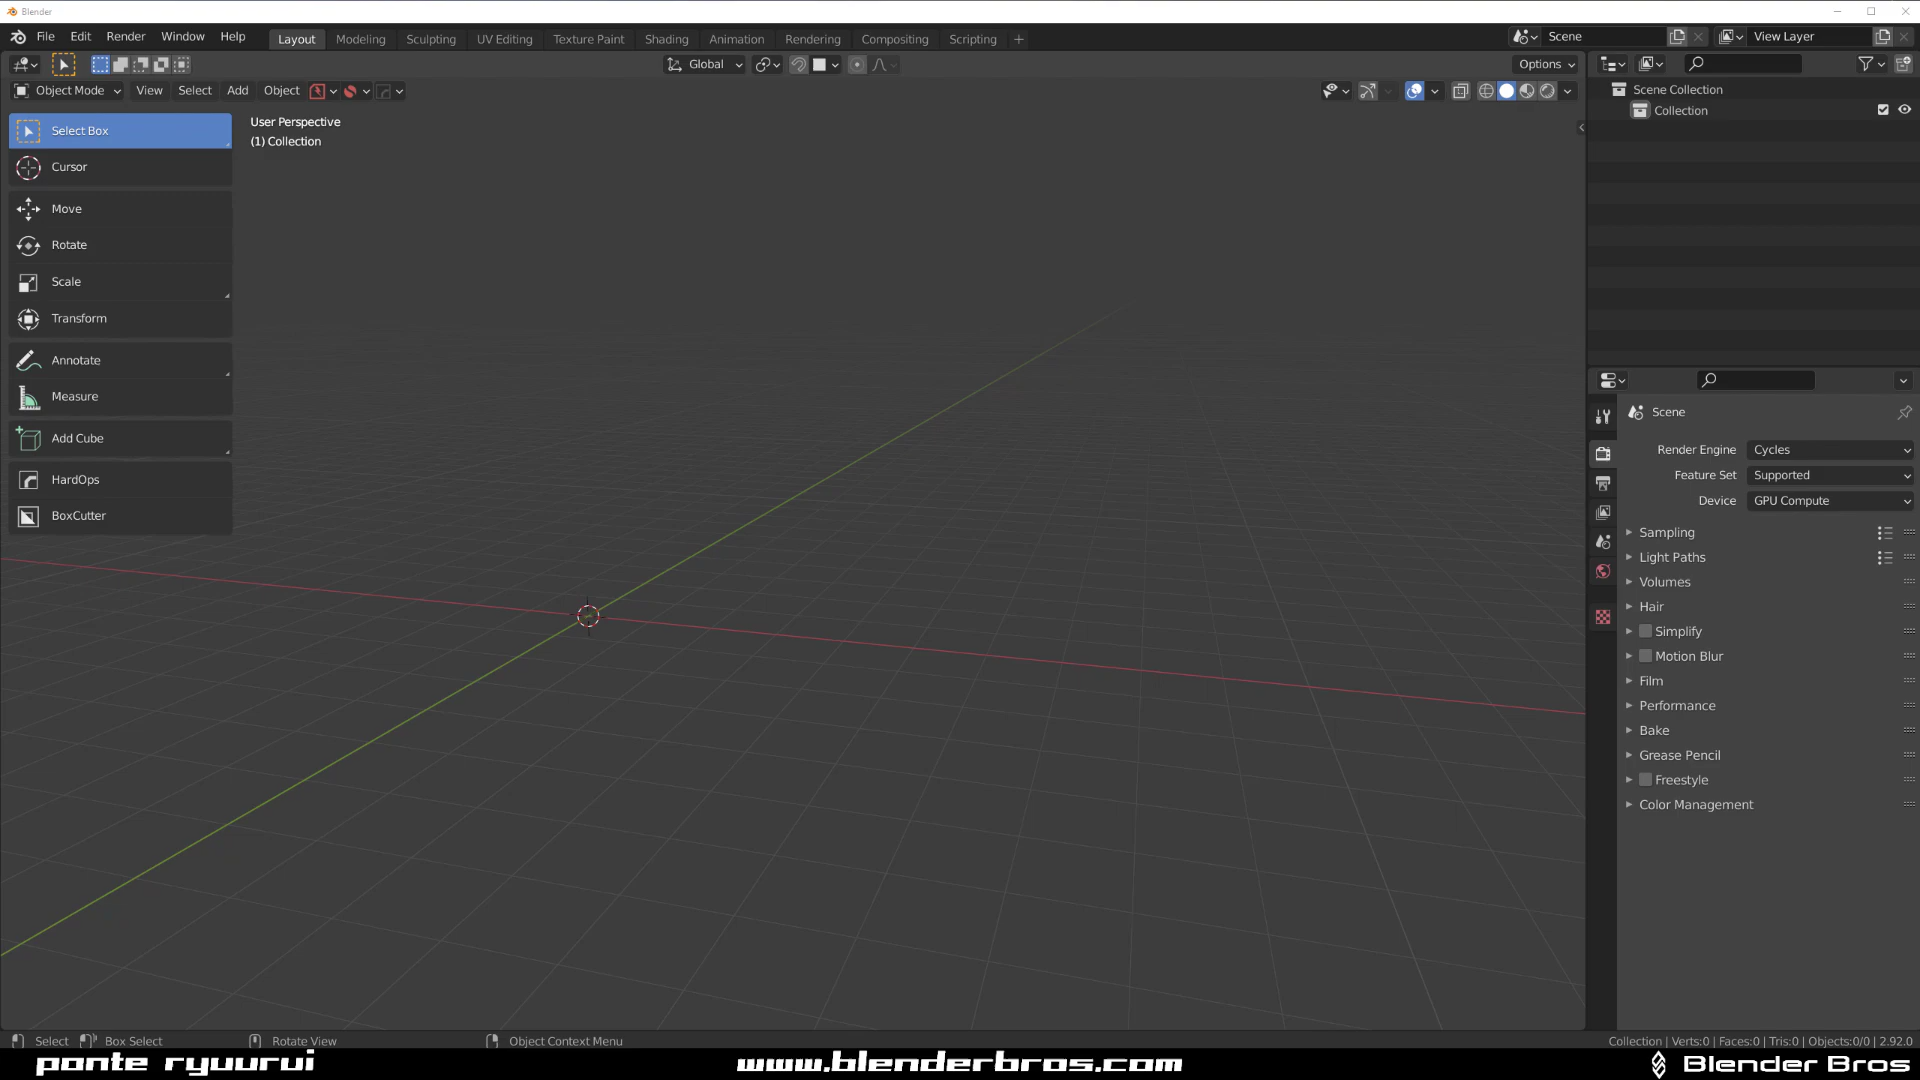 Blender
File Edit Render Window Help Layout Modeling Sculpting UV Editing Texture Paint Shading Animation Rendering Compositing Scripting + Scene View Layer
Global Options
Object Mode View Select Add Object
Select Box
Cursor
Move
Rotate
Scale
Transform
Annotate
Measure
Add Cube
HardOps
BoxCutter
User Perspective
(1) Collection
Scene Collection
Collection
Scene
Render Engine Cycles
Feature Set Supported
Device GPU Compute
Sampling
Light Paths
Volumes
Hair
Simplify
Motion Blur
Film
Performance
Bake
Grease Pencil
Freestyle
Color Management
Select Box Select Rotate View Object Context Menu Collection | Verts:0 | Faces:0 | Tris:0 | Objects:0/0 | 2.92.0
ponte ryuurui www.blenderbros.com Blender Bros